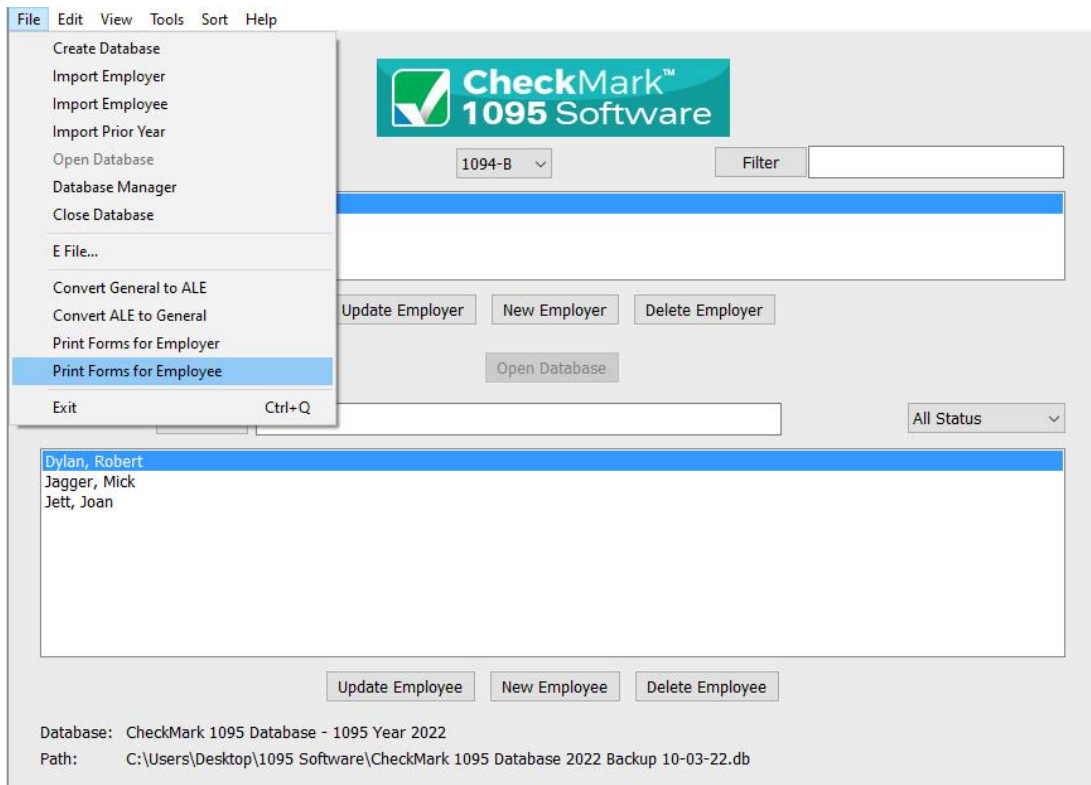 File Edit View Tools Sort Help
Create Database
Import Employer
Import Employee
Import Prior Year
Open Database
Database Manager
Close Database
E File...
Convert General to ALE
Convert ALE to General
Print Forms for Employer
Print Forms for Employee
Exit Ctrl+Q
CheckMark™
1095 Software
1094-B
Filter
Update Employer New Employer Delete Employer
Open Database
All Status
Dylan, Robert
Jagger, Mick
Jett, Joan
Update Employee New Employee Delete Employee
Database: CheckMark 1095 Database - 1095 Year 2022
Path: C:\Users\Desktop\1095 Software\CheckMark 1095 Database 2022 Backup 10-03-22.db